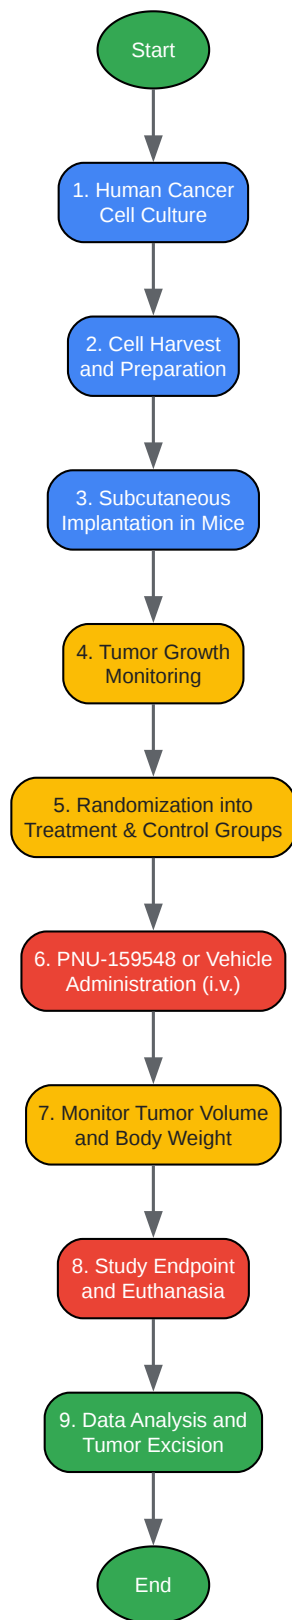 Start
1. Human Cancer
Cell Culture
2. Cell Harvest
and Preparation
3. Subcutaneous
Implantation in Mice
4. Tumor Growth
Monitoring
5. Randomization into
Treatment & Control Groups
6. PNU-159548 or Vehicle
Administration (i.v.)
7. Monitor Tumor Volume
and Body Weight
8. Study Endpoint
and Euthanasia
9. Data Analysis and
Tumor Excision
End